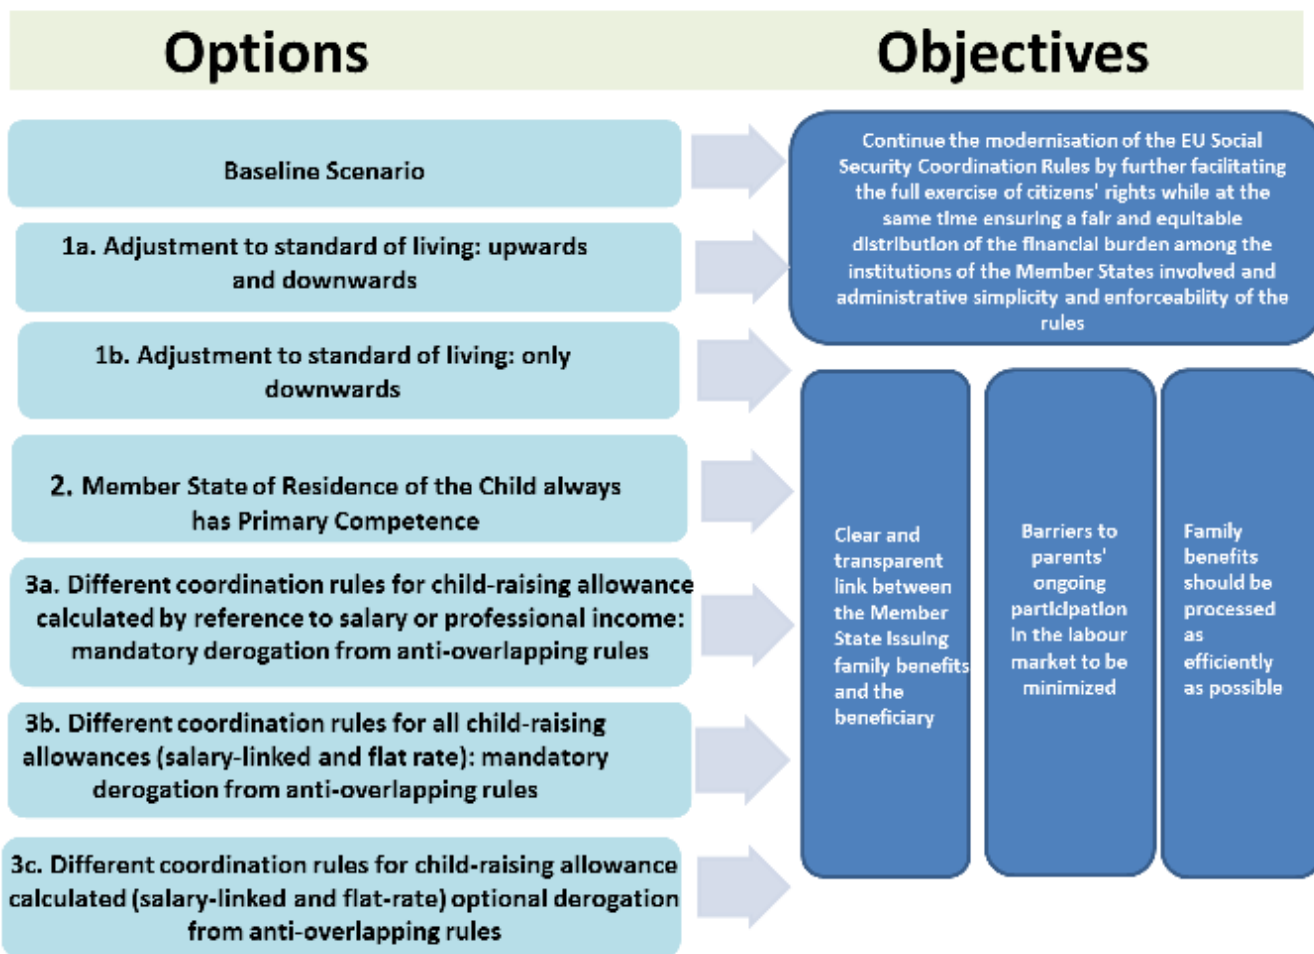 Options
Objectives
Baseline Scenario
1a. Adjustment to standard of living: upwards
and downwards
1b. Adjustment to standard of living: only
downwards
2. Member State of Residence of the Child always
has Primary Competence
3a. Different coordination rules for child-raising allowance
calculated by reference to salary or professional income:
mandatory derogation from anti-overlapping rules
3b. Different coordination rules for all child-raising
allowances (salary-linked and flat rate): mandatory
derogation from anti-overlapping rules
3c. Different coordination rules for child-raising allowance
calculated (salary-linked and flat-rate) optional derogation
from anti-overlapping rules
Continue the modernisation of the EU Social
Security Coordination Rules by further facilitating
the full exercise of citizens' rights while at the
same time ensuring a fair and equitable
distribution of the financial burden among the
institutions of the Member States involved and
administrative simplicity and enforceability of the
rules
Clear and
transparent
link between
the Member
State issuing
family benefits
and the
beneficiary
Barriers to
parents'
ongoing
participation
in the labour
market to be
minimized
Family
benefits
should be
processed
as
efficiently
as possible